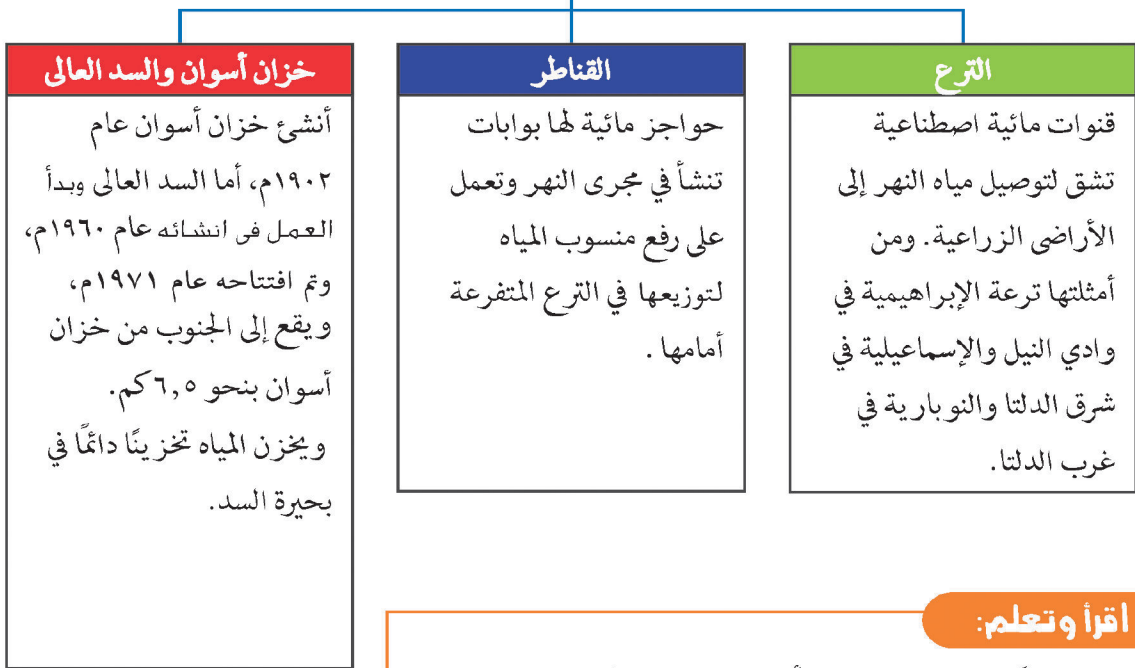 الترع
قنوات مائية اصطناعية
تشق لتوصيل مياه النهر إلى
الأراضى الزراعية. ومن
أمثلتها ترعة الإبراهيمية في
وادي النيل والإسماعيلية في
شرق الدلتا والنوبارية في
غرب الدلتا.
القناطر
حواجز مائية لها بوابات
تنشأ في مجرى النهر وتعمل
على رفع منسوب المياه
لتوزيعها في الترع المتفرعة
أمامها .
خزان أسوان والسد العالى
أنشئ خزان أسوان عام
١٩٠٢م، أما السد العالى وبدأ
العمل فى انشائه عام ١٩٦٠م،
وتم افتتاحه عام ١٩٧١م،
ويقع إلى الجنوب من خزان
أسوان بنحو ٦,٥ كم.
ويخزن المياه تخزينًا دائمًا في
بحيرة السد.
اقرأ وتعلم: